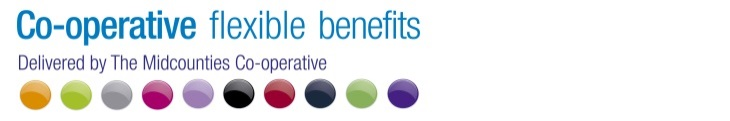 Co-operative flexible benefits
Delivered by The Midcounties Co-operative